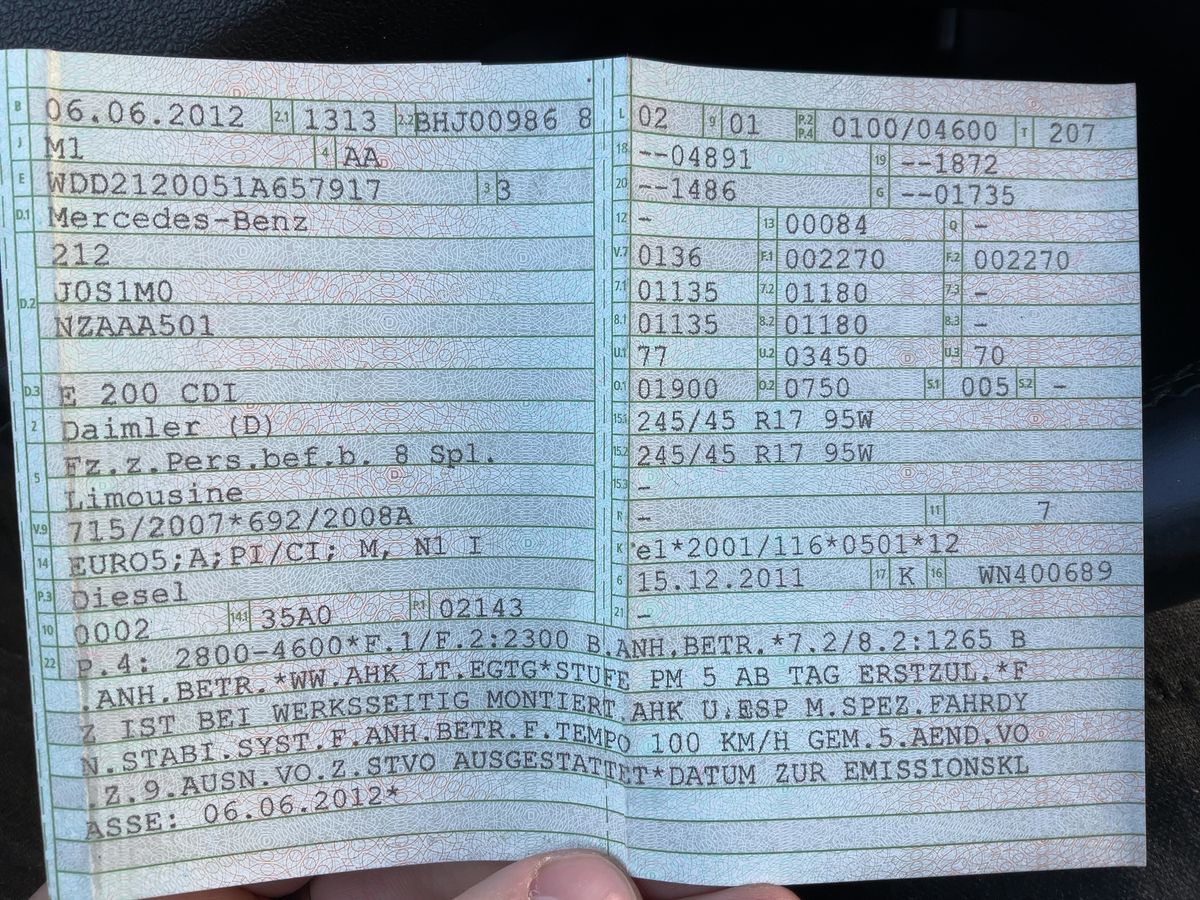 B 06.06.2012 2.1 1313 2.2 BHJ00986 8
J M1 4 AA
E WDD2120051A657917 3 3
D.1 Mercedes-Benz
212
D.2 J0S1M0
NZAAA501
D.3 E 200 CDI
2 Daimler (D)
Fz.z.Pers.bef.b. 8 Spl.
5 Limousine
V.9 715/2007*692/2008A
14 EURO5;A;PI/CI; M, N1 I
P.3 Diesel
10 0002 14.1 35A0 P.1 02143
L 02 9 01 P.2 P.4 0100/04600 T 207
18 --04891 19 --1872
20 --1486 G --01735
12 - 13 00084 Q -
V.7 0136 F.1 002270 F.2 002270
7.1 01135 7.2 01180 7.3 -
8.1 01135 8.2 01180 8.3 -
U.1 77 U.2 03450 U.3 70
O.1 01900 O.2 0750 S.1 005 S.2 -
15.1 245/45 R17 95W
15.2 245/45 R17 95W
15.3 -
R - 11 7
K e1*2001/116*0501*12
6 15.12.2011 17 K 16 WN400689
21 -
22 P.4: 2800-4600*F.1/F.2:2300 B.ANH.BETR.*7.2/8.2:1265 B
.ANH.BETR.*WW.AHK LT.EGTG*STUFE PM 5 AB TAG ERSTZUL.*F
Z IST BEI WERKSSEITIG MONTIERT.AHK U.ESP M.SPEZ.FAHRDY
N.STABI.SYST.F.ANH.BETR.F.TEMPO 100 KM/H GEM.5.AEND.VO
.Z.9.AUSN.VO.Z.STVO AUSGESTATTET*DATUM ZUR EMISSIONSKL
ASSE: 06.06.2012*